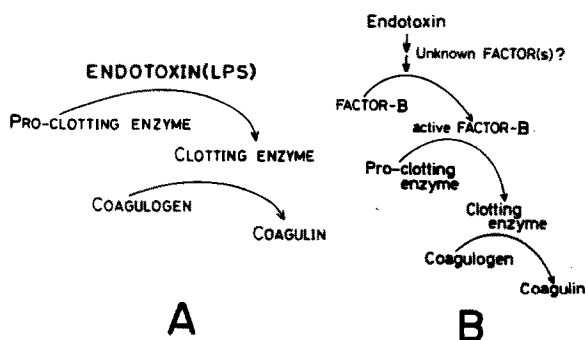 ENDOTOXIN(LPS)
PRO-CLOTTING ENZYME
CLOTTING ENZYME
COAGULOGEN
COAGULIN
A
Endotoxin
Unknown FACTOR(s)?
FACTOR-B
active FACTOR-B
Pro-clotting
enzyme
Clotting
enzyme
Coagulogen
Coagulin
B